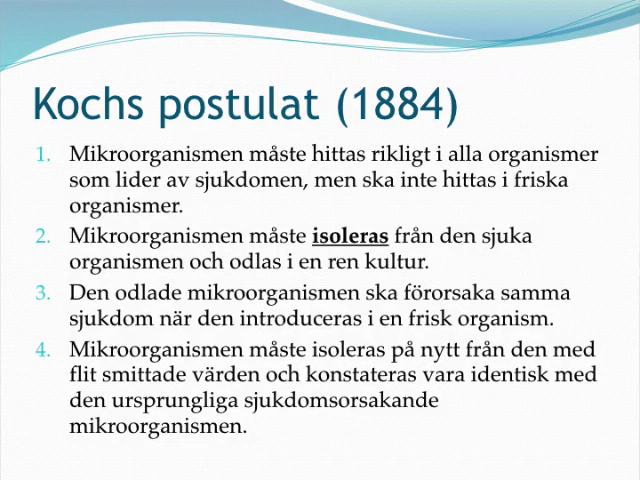 Kochs postulat (1884)
1. Mikroorganismen måste hittas rikligt i alla organismer
som lider av sjukdomen, men ska inte hittas i friska
organismer.
2. Mikroorganismen måste isoleras från den sjuka
organismen och odlas i en ren kultur.
3. Den odlade mikroorganismen ska förorsaka samma
sjukdom när den introduceras i en frisk organism.
4. Mikroorganismen måste isoleras på nytt från den med
flit smittade värden och konstateras vara identisk med
den ursprungliga sjukdomsorsakande
mikroorganismen.